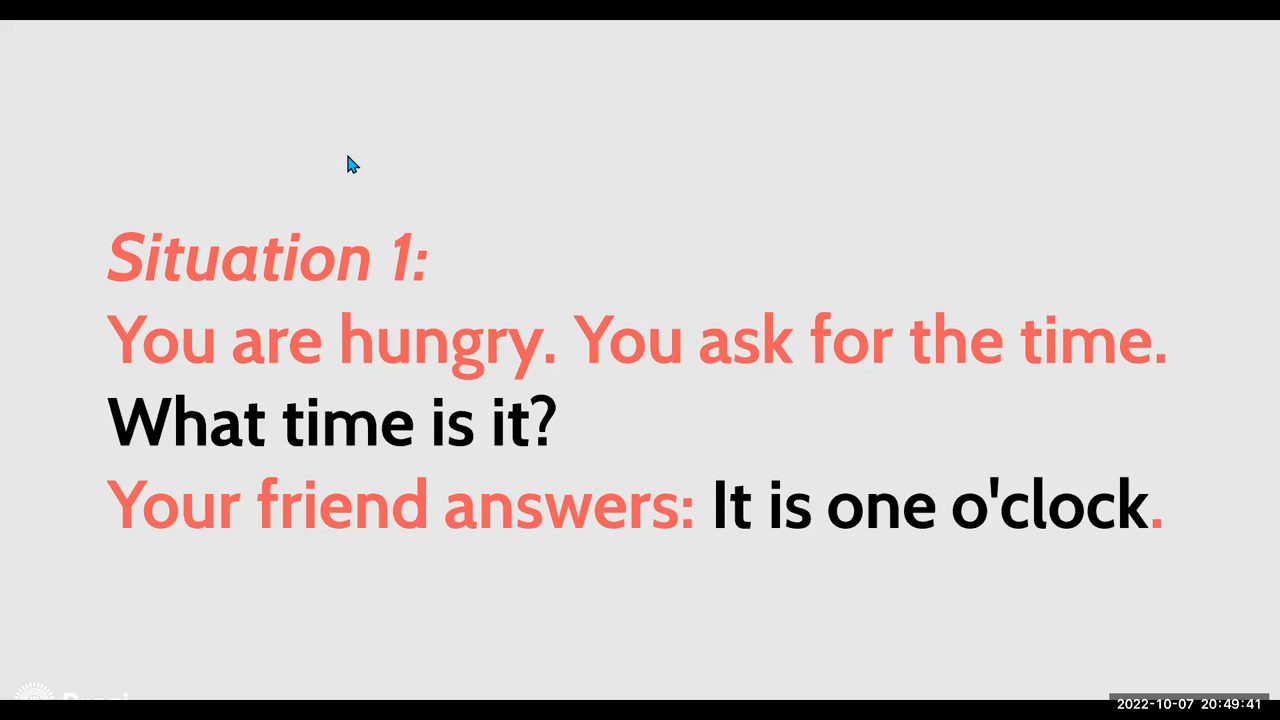 Situation 1:
You are hungry. You ask for the time.
What time is it?
Your friend answers: It is one o'clock.
2022-10-07 20:49:41